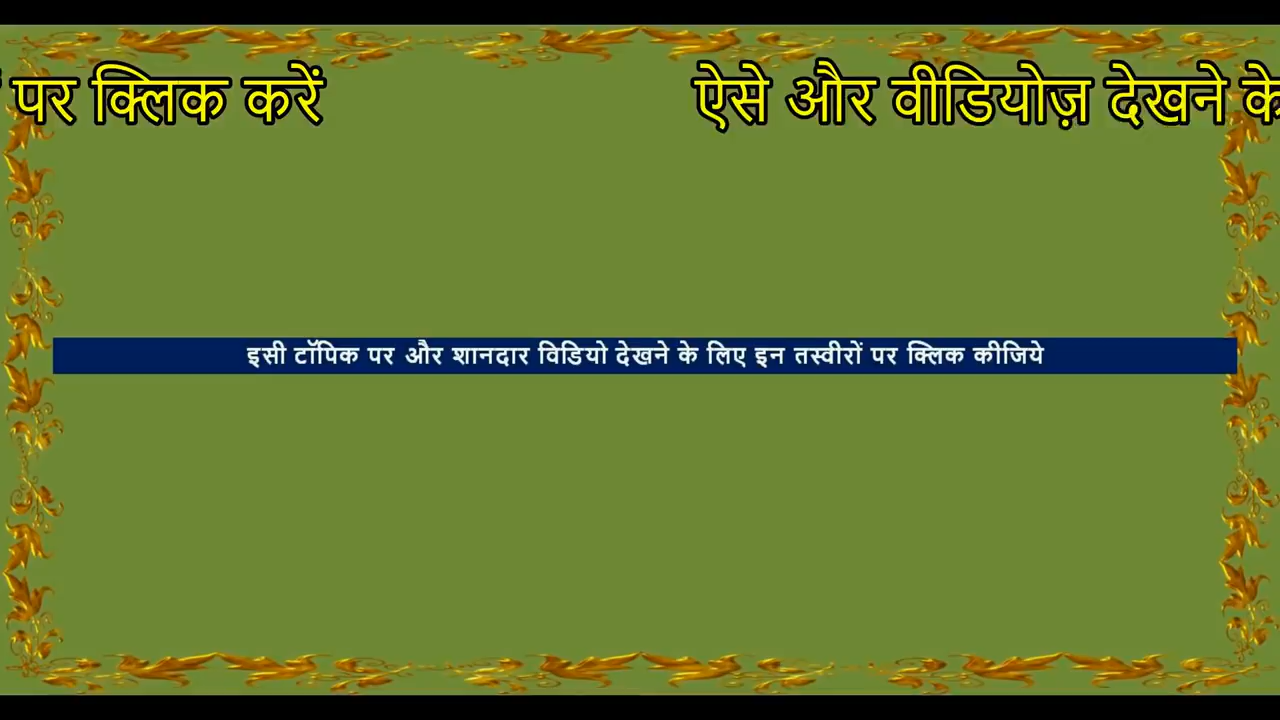 पर क्लिक करें ऐसे और वीडियोज़ देखने के
इसी टॉपिक पर और शानदार विडियो देखने के लिए इन तस्वीरों पर क्लिक कीजिये